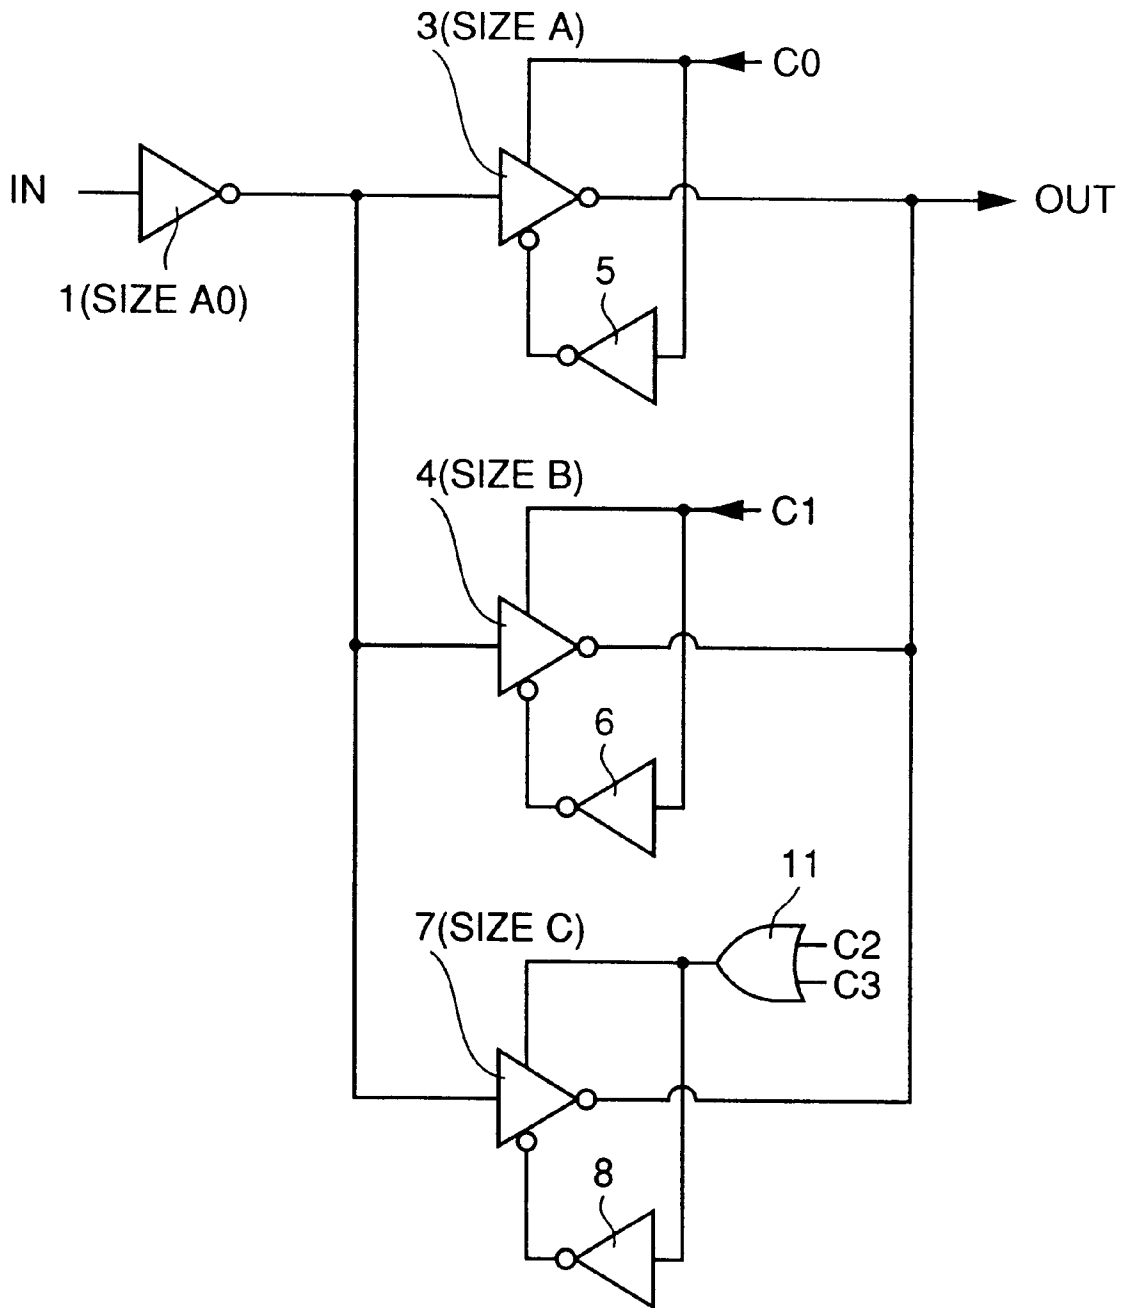 3(SIZE A)
C0
IN
OUT
1(SIZE A0)
5
4(SIZE B)
C1
6
11
7(SIZE C)
C2
C3
8